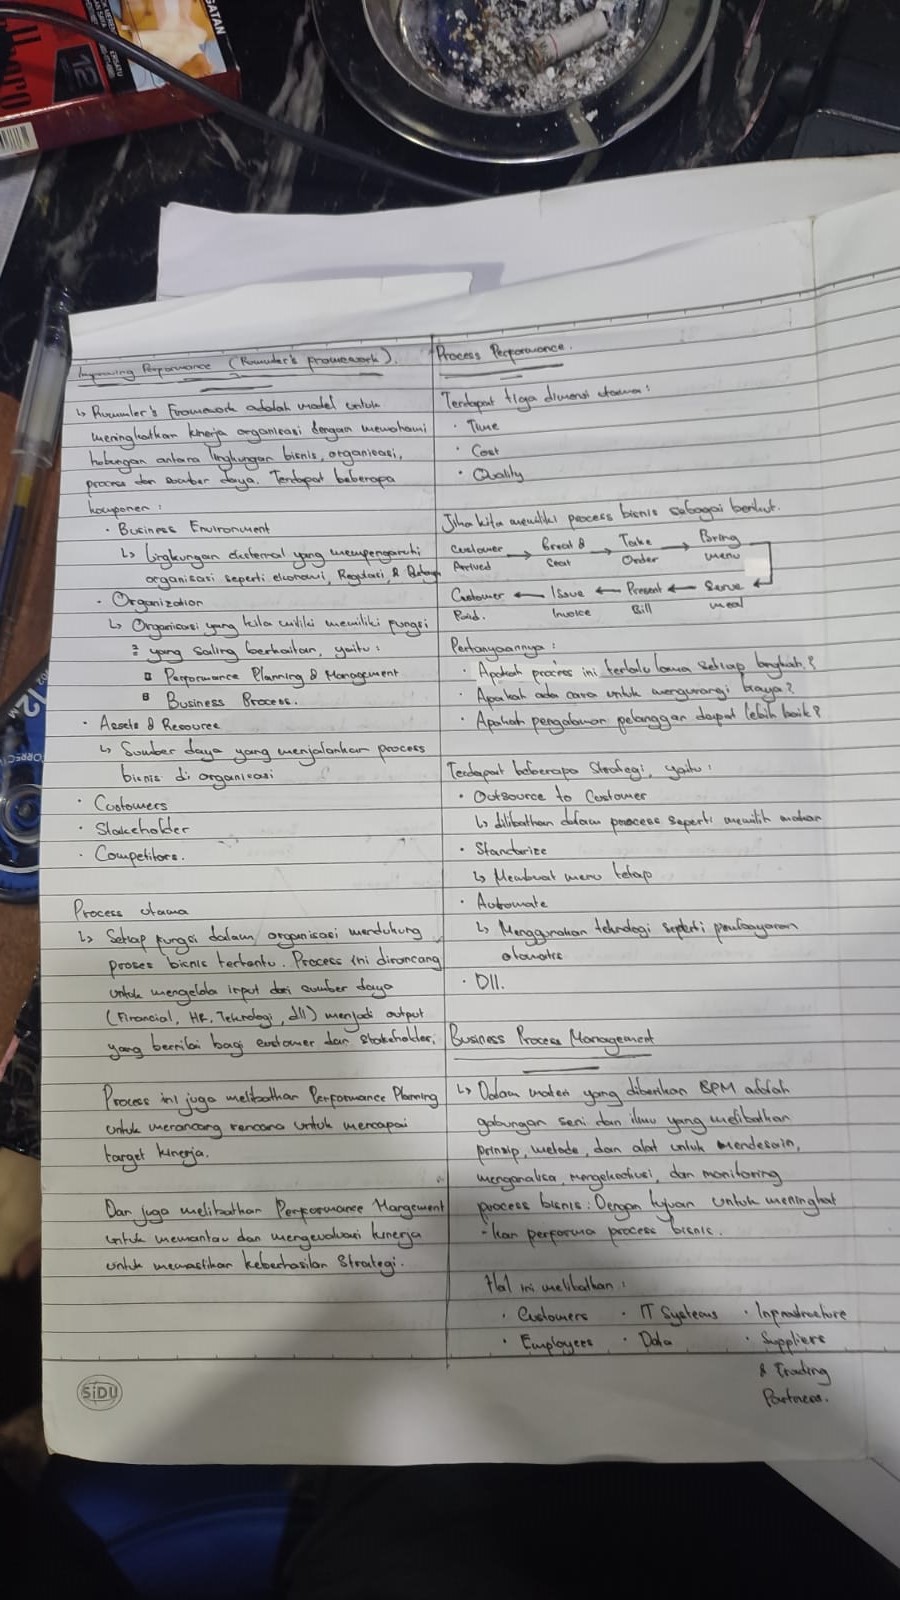 SATAN
12
Improving Performance (Rummler's framework).
↳ Rummler's Framework adalah model untuk
meningkatkan kinerja organisasi dengan memahami
hubungan antara lingkungan bisnis, organisasi,
process dan sumber daya. Terdapat beberapa
komponen :
• Business Environment
↳ Lingkungan eksternal yang mempengaruhi
organisasi seperti ekonomi, Regulasi, &
• Organization
↳ Organisasi yang kita miliki memiliki fungsi
2 yang saling berkaitan, yaitu :
Performance Planning & Management
Business Process.
• Assets & Resource
↳ Sumber daya yang menjalankan process
bisnis di organisasi
• Customers
• Stakeholder
• Competitors.
Process utama
↳ Setiap fungsi dalam organisasi mendukung
proses bisnis tertentu. Process ini dirancang
untuk mengelola input dari sumber daya
(Financial, HR, Teknologi, dll) menjadi output
yang bernilai bagi customer dan stakeholder.
Process ini juga melibatkan Performance Planning
untuk merancang rencana untuk mencapai
target kinerja.
Dan juga melibatkan Performance Mangement
untuk memantau dan mengevaluasi kinerja
untuk memastikan keberhasilan Strategi.
SiDU
Process Performance.
Terdapat tiga dimensi utama :
• Time
• Cost
• Quality
Jika kita memiliki process bisnis sebagai berikut.
Customer → Great & → Take → Bring
Arrived Seat Order menu
Customer ← Issue ← Present ← Serve
Paid. Invoice Bill meal
Pertanyaannya :
• Apakah process ini terlalu lama setiap langkah?
• Apakah ada cara untuk mengurangi biaya?
• Apakah pengalaman pelanggan dapat lebih baik?
Terdapat beberapa Strategi, yaitu :
• Outsource to Customer
↳ dilibatkan dalam process seperti memilih makan
• Standarize
↳ Membuat menu tetap
• Automate
↳ Menggunakan teknologi seperti pembayaran
otomatis
• Dll.
Business Process Management
↳ Dalam materi yang diberikan BPM adalah
gabungan seni dan ilmu yang melibatkan
prinsip, metode, dan alat untuk mendesain,
menganalisa, mengeksekusi, dan monitoring
process bisnis. Dengan tujuan untuk meningkat
-kan performa process bisnis.
Hal ini melibatkan :
• Customers • IT Systems • Infrastructure
• Employees • Data • Suppliers
& Trading
Partners.